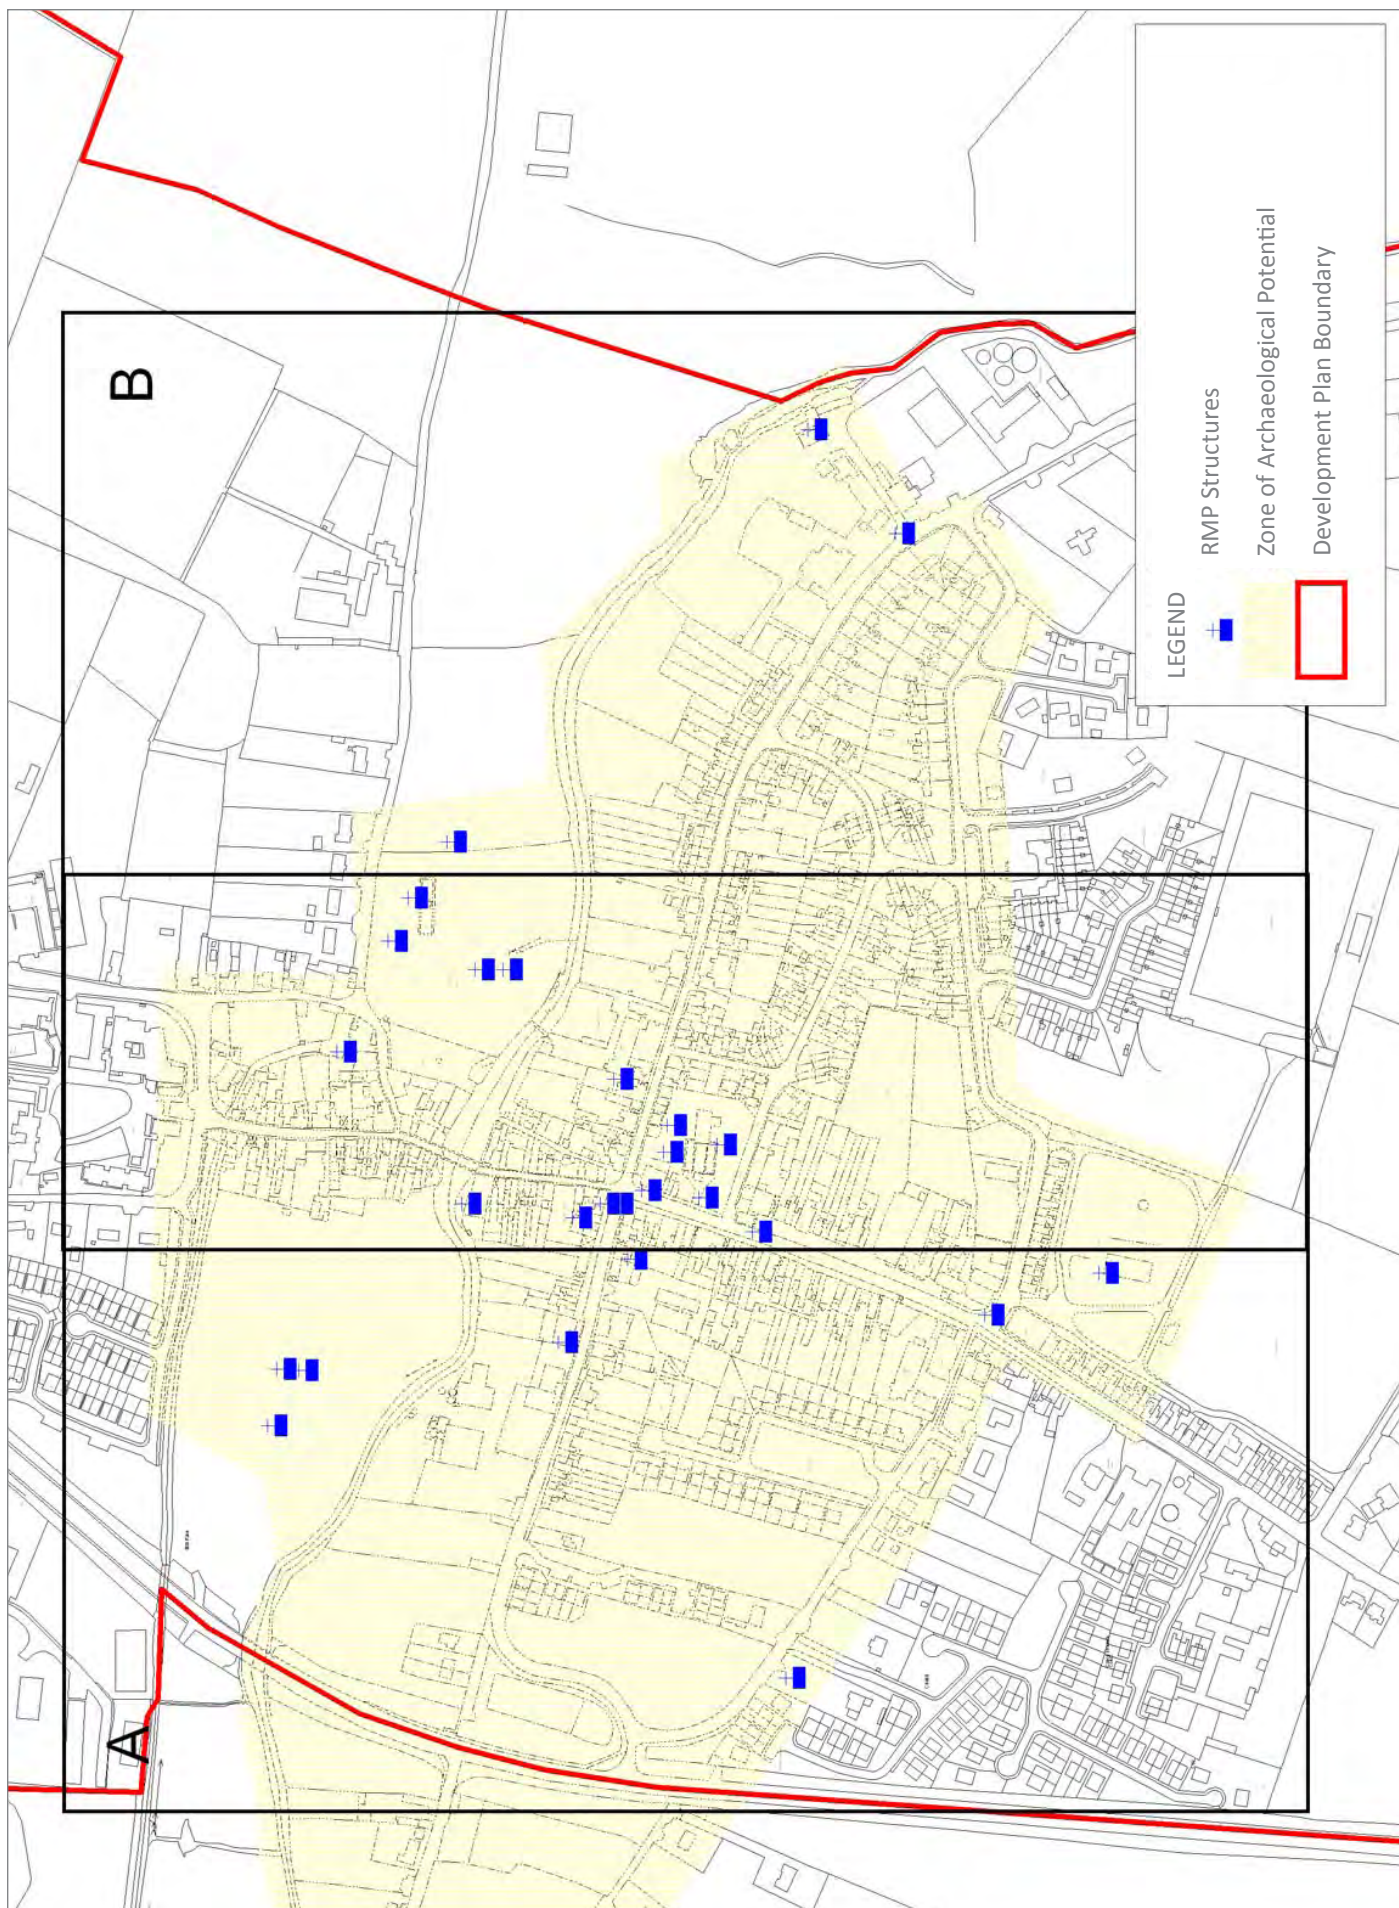 A
B
LEGEND
RMP Structures
Zone of Archaeological Potential
Development Plan Boundary